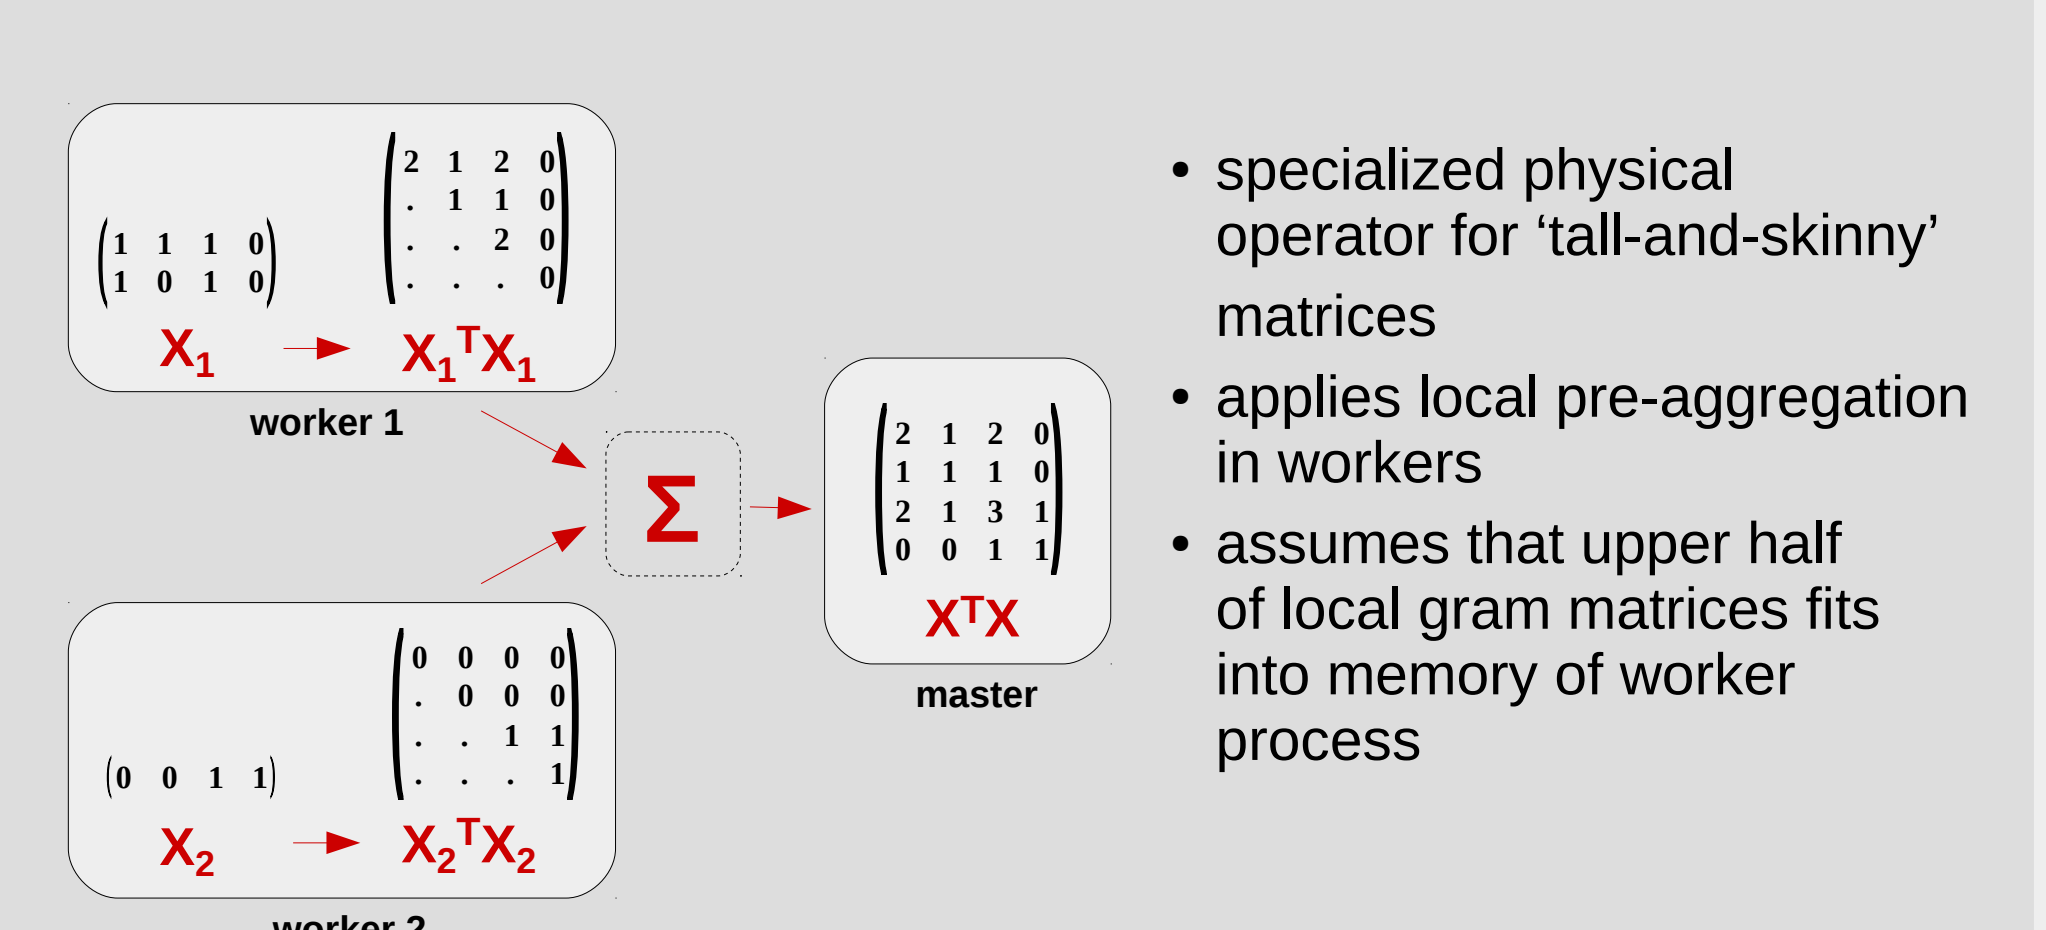 2 1 2 0
. 1 1 0
. . 2 0
. . . 0
1 1 1 0
1 0 1 0
X1
X1TX1
worker 1
Σ
2 1 2 0
1 1 1 0
2 1 3 1
0 0 1 1
XTX
master
0 0 0 0
. 0 0 0
. . 1 1
. . . 1
0 0 1 1
X2
X2TX2
worker 2
• specialized physical
operator for ‘tall-and-skinny’
matrices
• applies local pre-aggregation
in workers
• assumes that upper half
of local gram matrices fits
into memory of worker
process